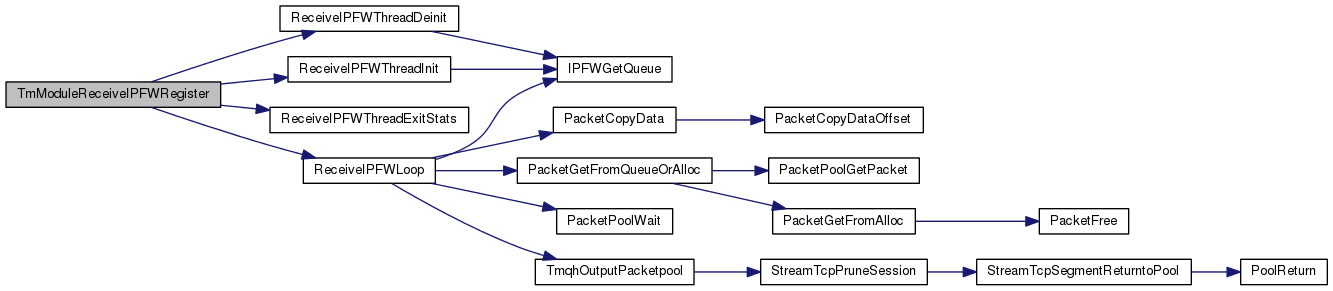 ReceiveIPFWThreadDeinit
ReceiveIPFWThreadInit
IPFWGetQueue
TmModuleReceiveIPFWRegister
ReceiveIPFWThreadExitStats
PacketCopyData
PacketCopyDataOffset
ReceiveIPFWLoop
PacketGetFromQueueOrAlloc
PacketPoolGetPacket
PacketPoolWait
PacketGetFromAlloc
PacketFree
TmqhOutputPacketpool
StreamTcpPruneSession
StreamTcpSegmentReturntoPool
PoolReturn